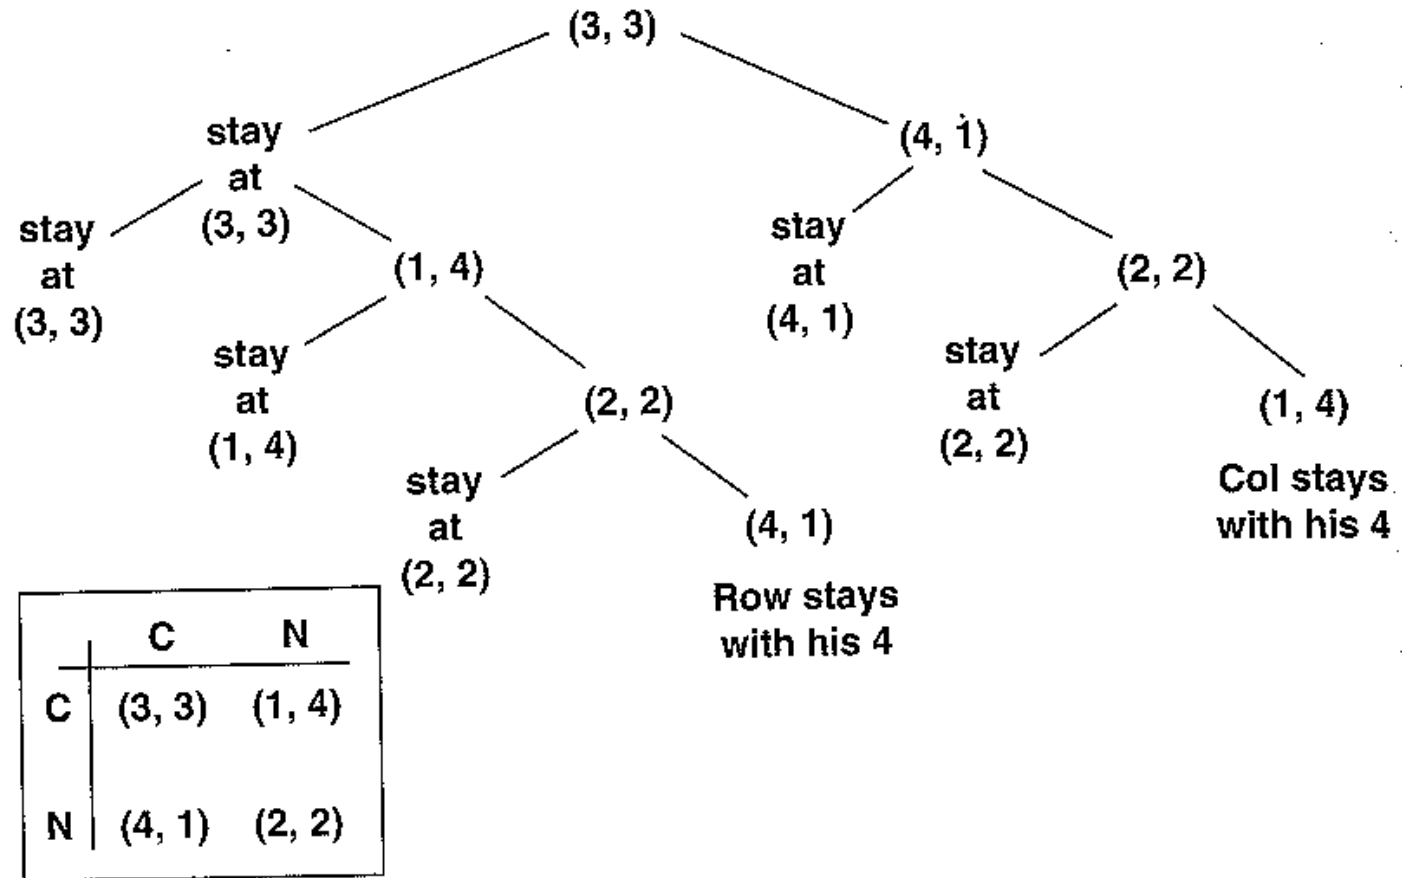 (3, 3)
stay
at
(3, 3)
(4, 1)
stay
at
(3, 3)
(1, 4)
stay
at
(4, 1)
(2, 2)
stay
at
(1, 4)
(2, 2)
stay
at
(2, 2)
(1, 4)
Col stays
with his 4
stay
at
(2, 2)
(4, 1)
Row stays
with his 4
C N
C (3, 3) (1, 4)
N (4, 1) (2, 2)